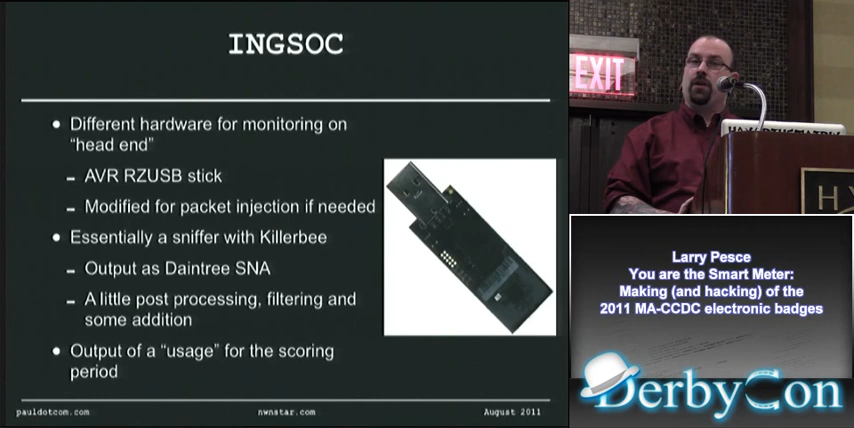 INGSOC
• Different hardware for monitoring on
"head end"
– AVR RZUSB stick
– Modified for packet injection if needed
• Essentially a sniffer with Killerbee
– Output as Daintree SNA
– A little post processing, filtering and
some addition
• Output of a "usage" for the scoring
period
pauldotcom.com
nwnstar.com
August 2011
EXIT
HY
Larry Pesce
You are the Smart Meter:
Making (and hacking) of the
2011 MA-CCDC electronic badges
DerbyCon